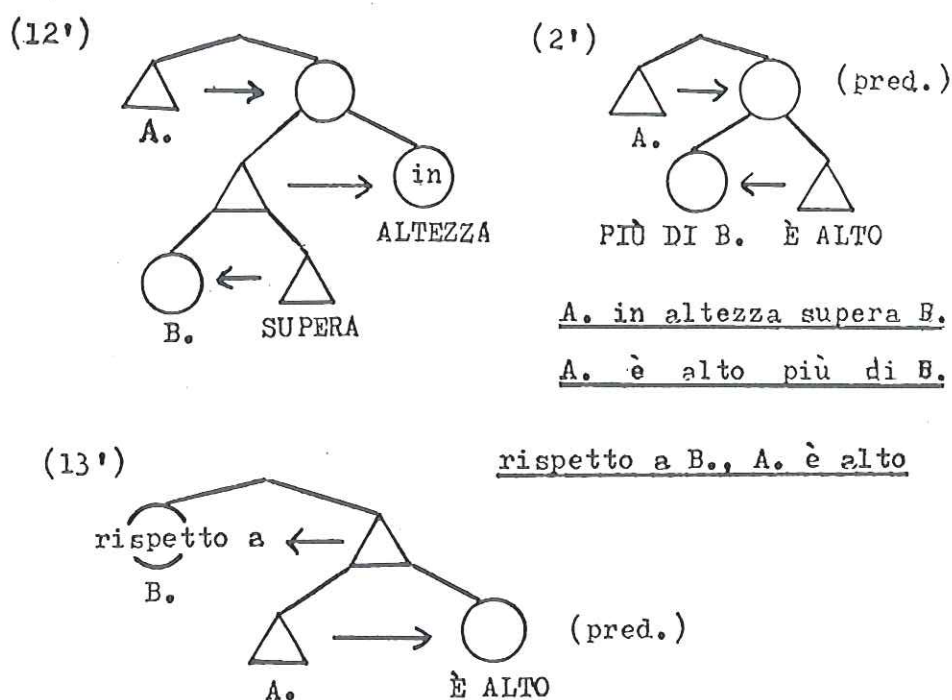 (12')
(2')
(pred.)
A.
A.
in
ALTEZZA
PIÙ DI B. È ALTO
B.
SUPERA
A. in altezza supera B.
A. è alto più di B.
(13')
rispetto a B., A. è alto
rispetto a
B.
(pred.)
A.
È ALTO